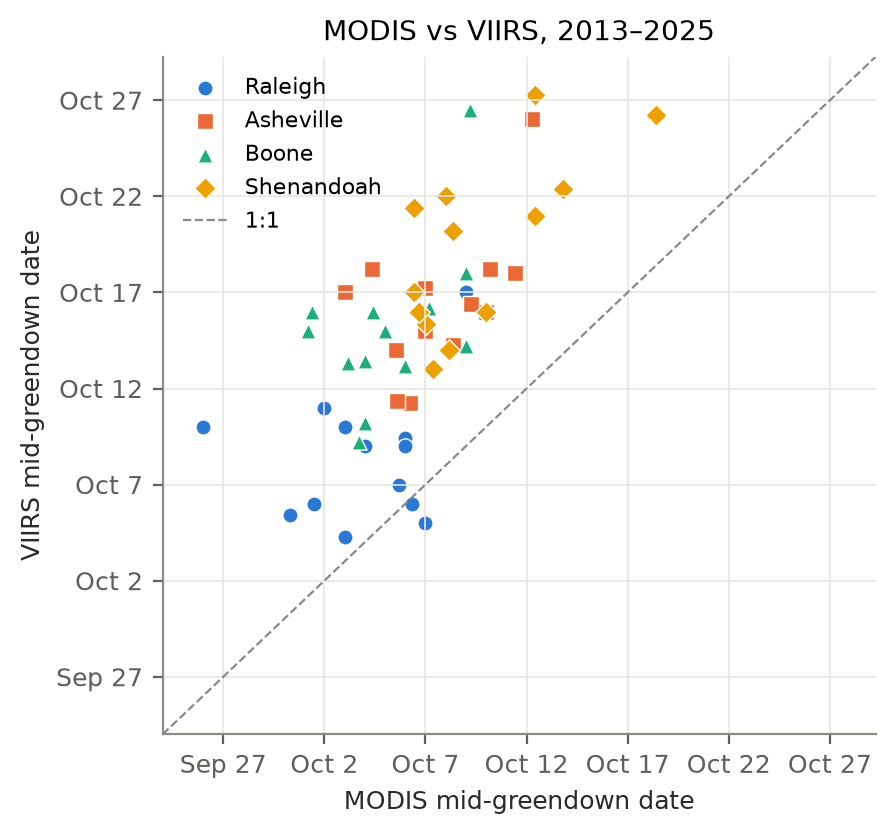 MODIS vs VIIRS, 2013–2025
Raleigh
Asheville
Boone
Shenandoah
1:1
VIIRS mid-greendown date
Oct 27
Oct 22
Oct 17
Oct 12
Oct 7
Oct 2
Sep 27
Sep 27 Oct 2 Oct 7 Oct 12 Oct 17 Oct 22 Oct 27
MODIS mid-greendown date